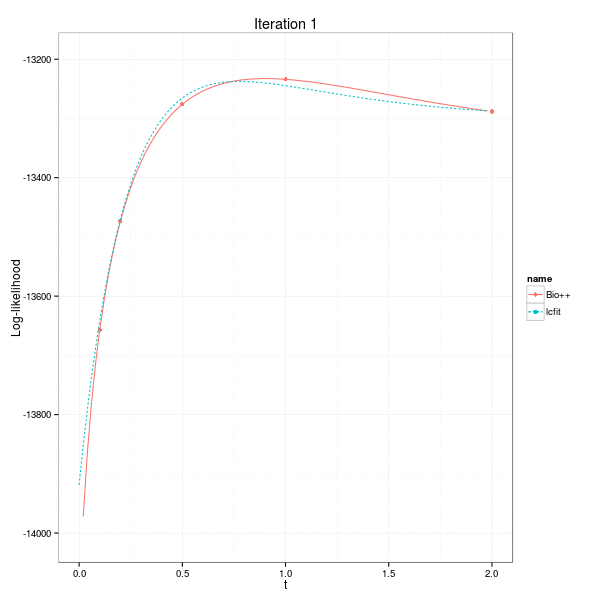 Iteration 1
Log-likelihood
-13200
-13400
-13600
-13800
-14000
0.0 0.5 1.0 1.5 2.0
t
name
Bio++
lcfit